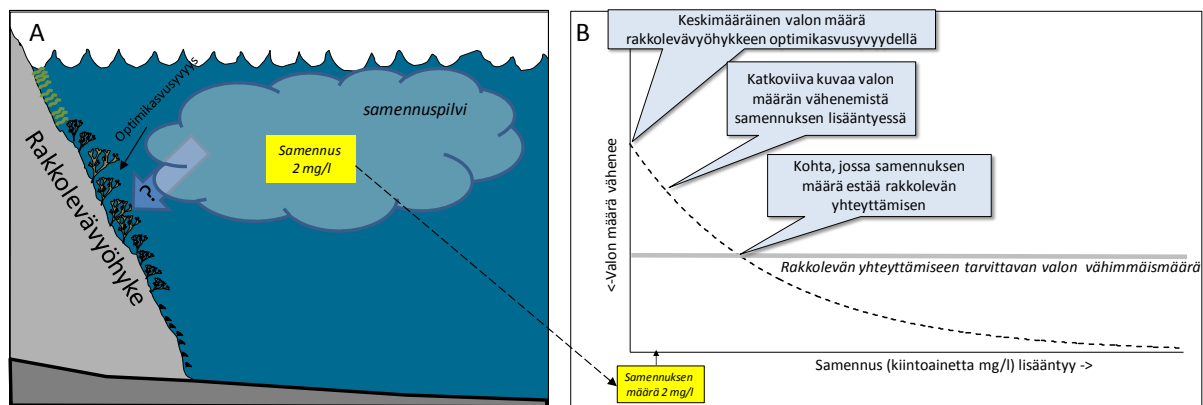 A
Optimikasvusyvyys
samennuspilvi
Samennus
2 mg/l
?
Rakkolevävyöhyke
B
Keskimääräinen valon määrä
rakkolevävyöhykkeen optimikasvusyvyydellä
Katkoviiva kuvaa valon
määrän vähenemistä
samennuksen lisääntyessä
Kohta, jossa samennuksen
määrä estää rakkolevän
yhteyttämisen
<-Valon määrä vähenee
Rakkolevän yhteyttämiseen tarvittavan valon vähimmäismäärä
Samennuksen
määrä 2 mg/l
Samennus (kiintoainetta mg/l) lisääntyy ->